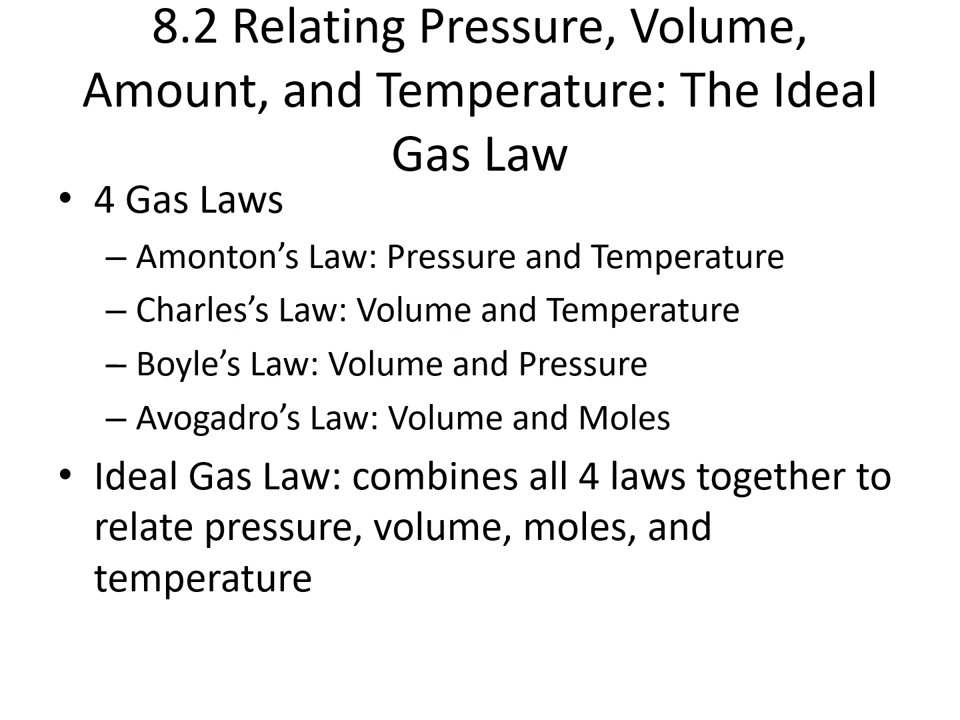 8.2 Relating Pressure, Volume,
Amount, and Temperature: The Ideal
Gas Law
• 4 Gas Laws
– Amonton’s Law: Pressure and Temperature
– Charles’s Law: Volume and Temperature
– Boyle’s Law: Volume and Pressure
– Avogadro’s Law: Volume and Moles
• Ideal Gas Law: combines all 4 laws together to
relate pressure, volume, moles, and
temperature